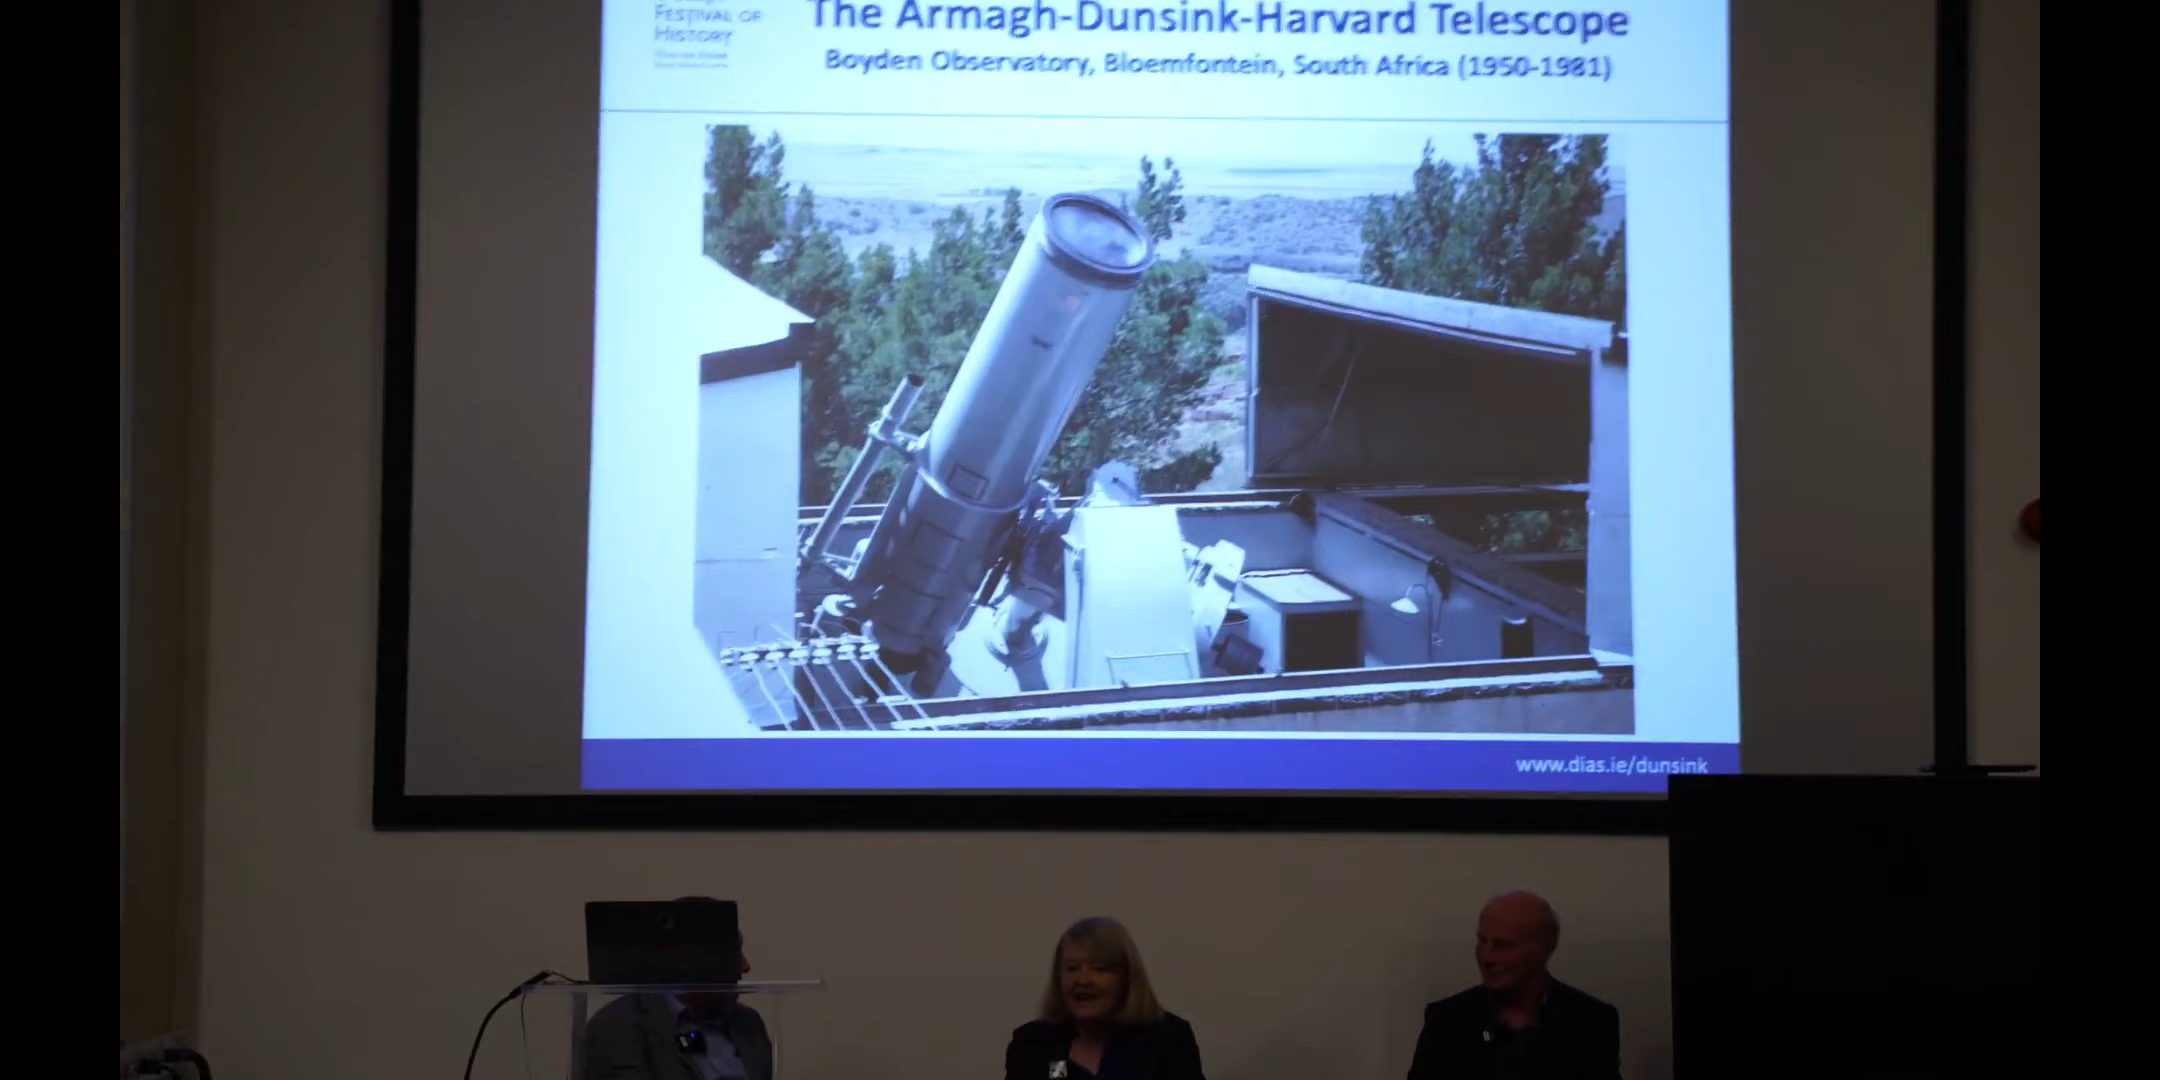 FESTIVAL OF
HISTORY
The Armagh-Dunsink-Harvard Telescope
Boyden Observatory, Bloemfontein, South Africa (1950-1981)
www.dias.ie/dunsink